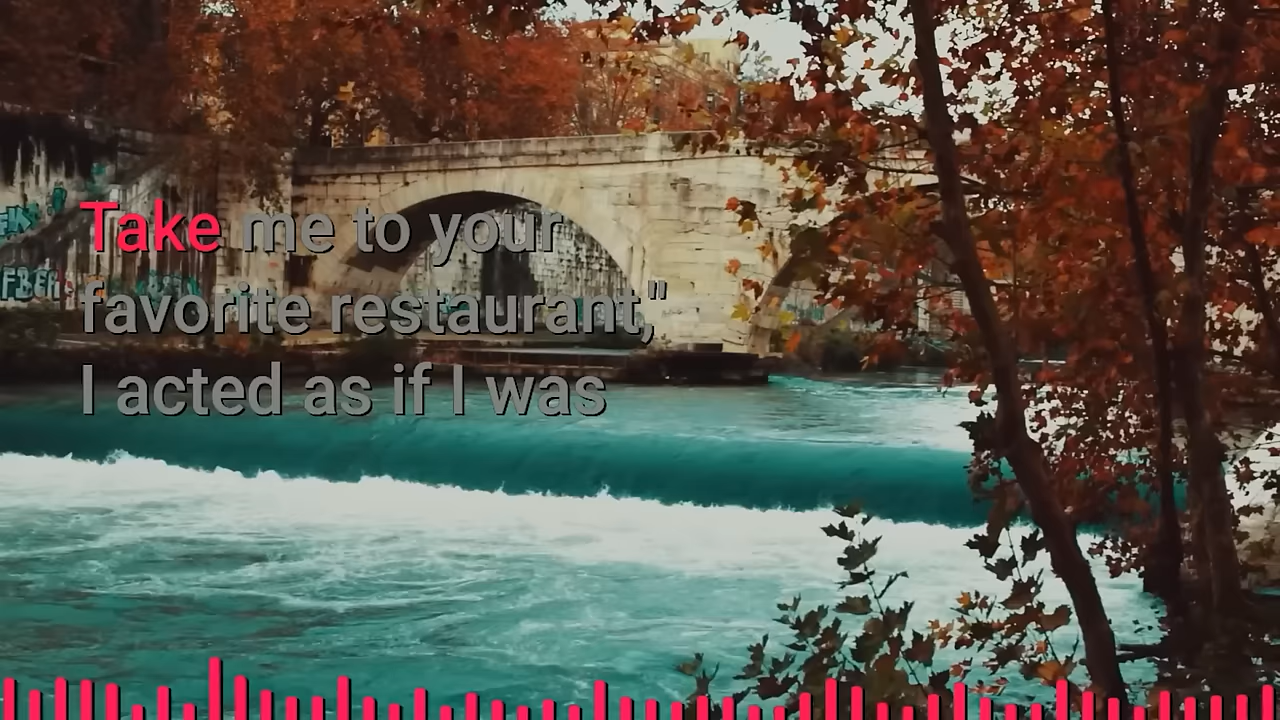 Take me to your
favorite restaurant,"
I acted as if I was